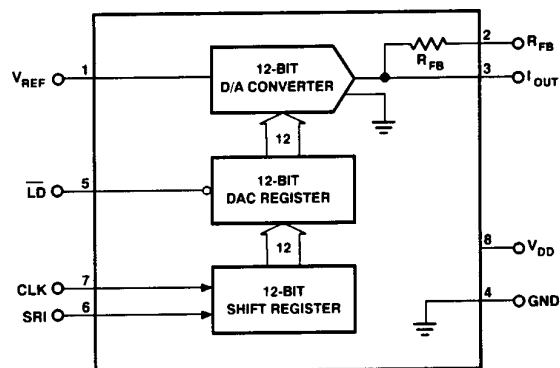 V_REF
1
12-BIT
D/A CONVERTER
R_FB
2
R_FB
3
I_OUT
12
L̅D̅
5
12-BIT
DAC REGISTER
12
8
V_DD
CLK
7
SRI
6
12-BIT
SHIFT REGISTER
4
GND